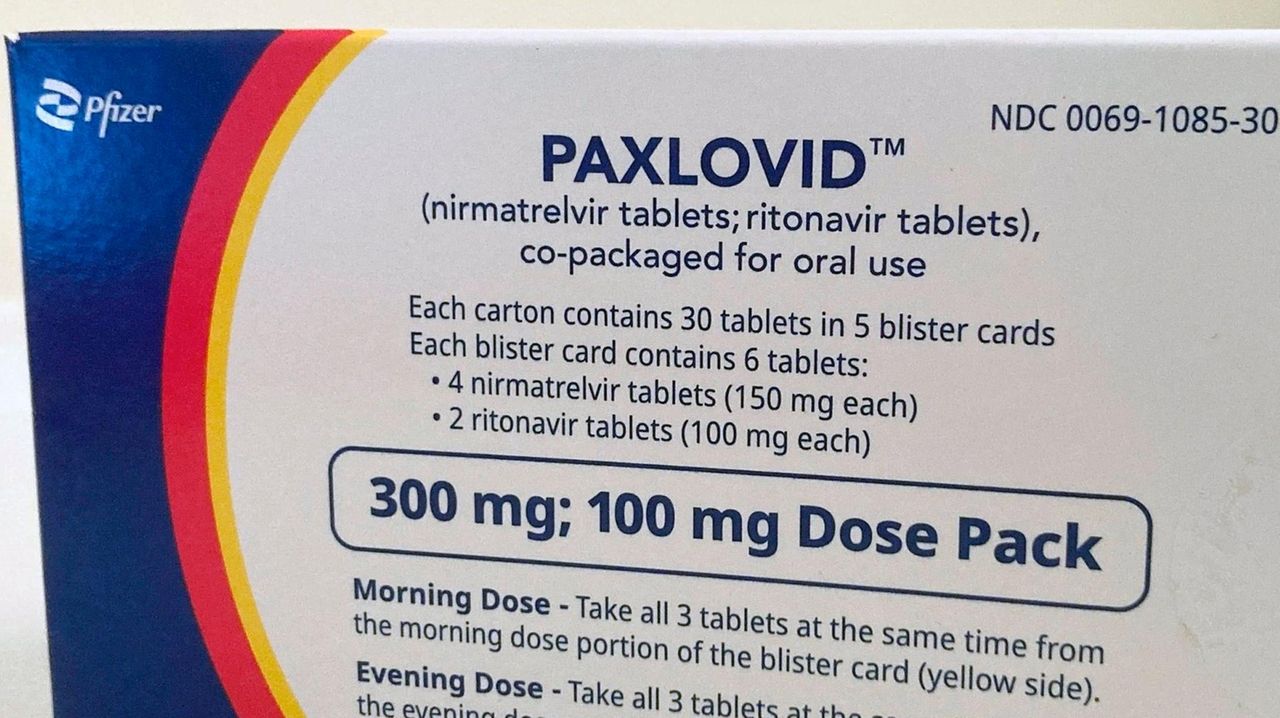 Pfizer
NDC 0069-1085-30
PAXLOVID™
(nirmatrelvir tablets; ritonavir tablets),
co-packaged for oral use
Each carton contains 30 tablets in 5 blister cards
Each blister card contains 6 tablets:
• 4 nirmatrelvir tablets (150 mg each)
• 2 ritonavir tablets (100 mg each)
300 mg; 100 mg Dose Pack
Morning Dose - Take all 3 tablets at the same time from
the morning dose portion of the blister card (yellow side).
Evening Dose - Take all 3 tablets at the
the evening